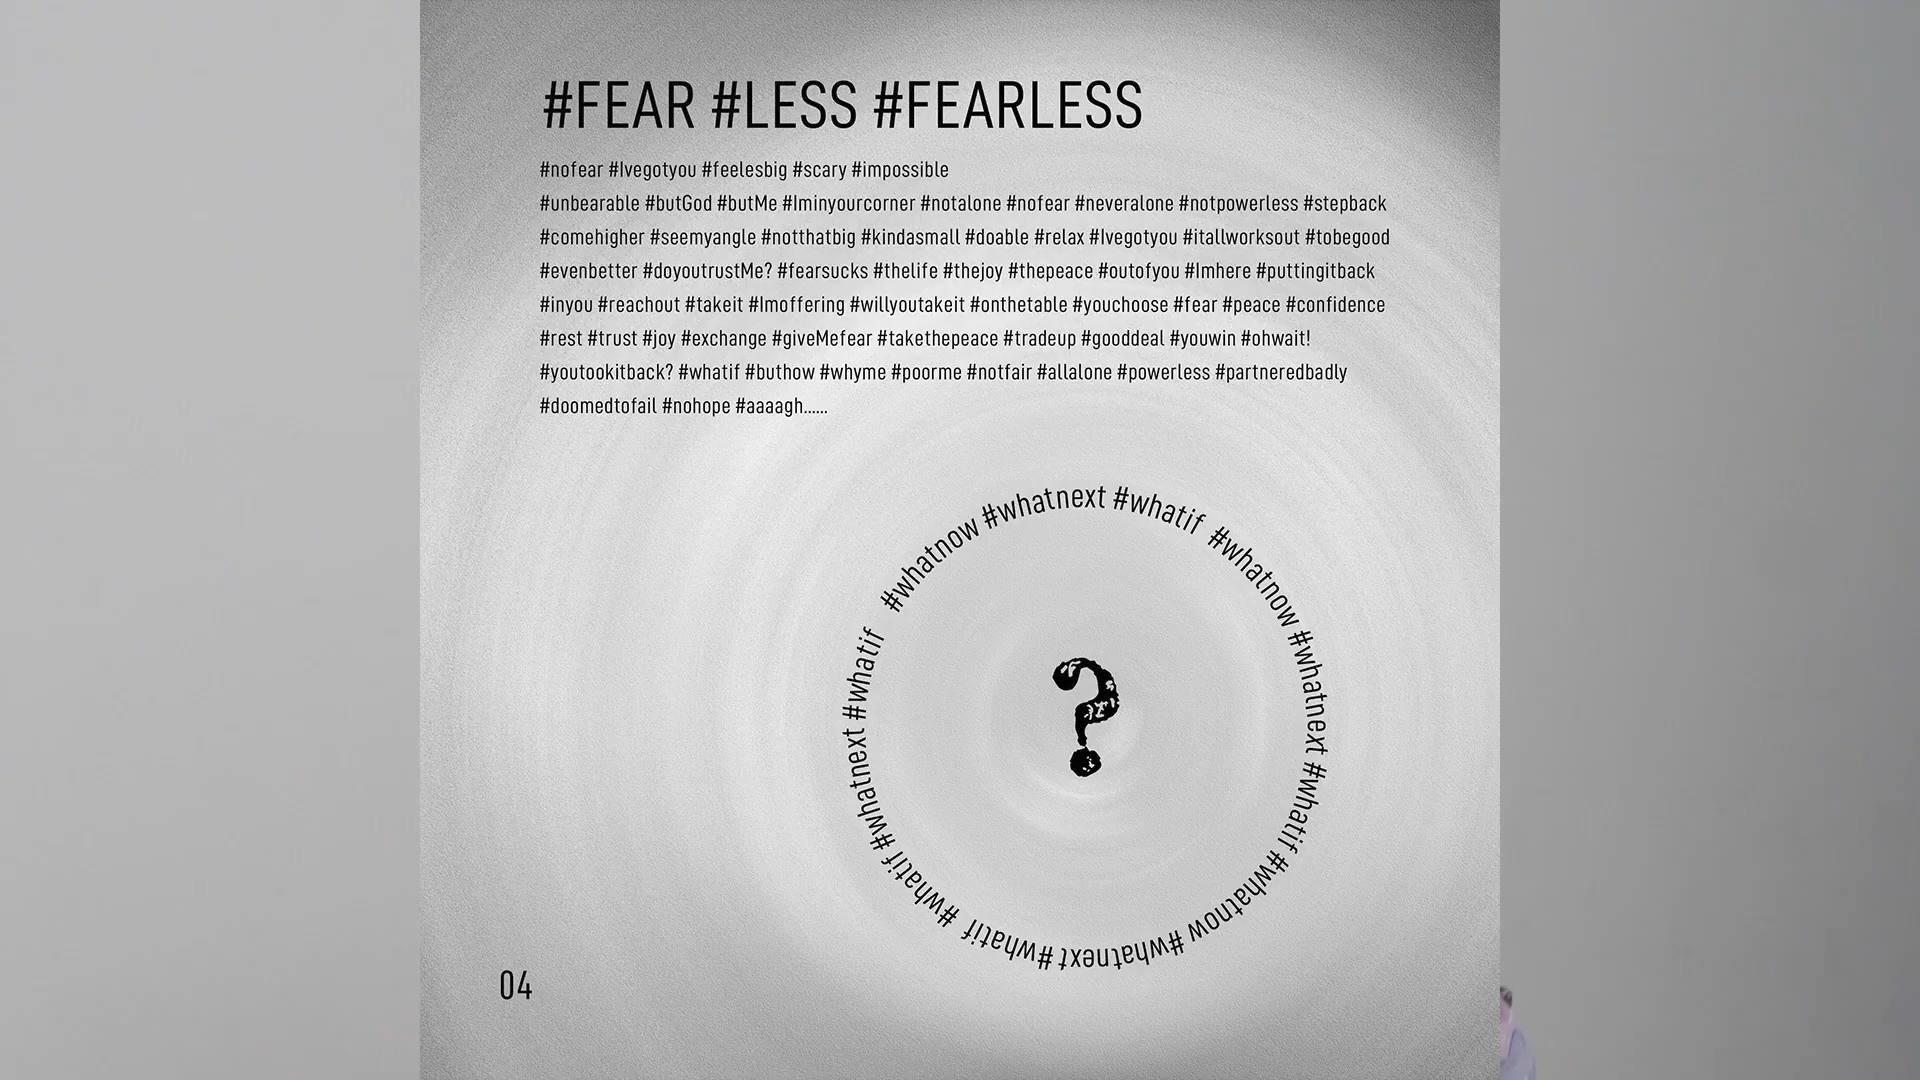 #FEAR #LESS #FEARLESS
#nofear #Ivegotyou #feelesbig #scary #impossible
#unbearable #butGod #butMe #Iminyourcorner #notalone #nofear #neveralone #notpowerless #stepback
#comehigher #seemyangle #notthatbig #kindasmall #doable #relax #Ivegotyou #itallworksout #tobegood
#evenbetter #doyoutrustMe? #fearsucks #thelife #thejoy #thepeace #outofyou #Imhere #puttingitback
#inyou #reachout #takeit #Imoffering #willyoutakeit #onthetable #youchoose #fear #peace #confidence
#rest #trust #joy #exchange #giveMefear #takethepeace #tradeup #gooddeal #youwin #ohwait!
#youtookitback? #whatif #buthow #whyme #poorme #notfair #allalone #powerless #partneredbadly
#doomedtofail #nohope #aaaagh......
#whatnow #whatnext #whatif #whatnow #whatnext #whatif #whatnow #whatnext #whatif #whatif #whatnext #whatif
?
04